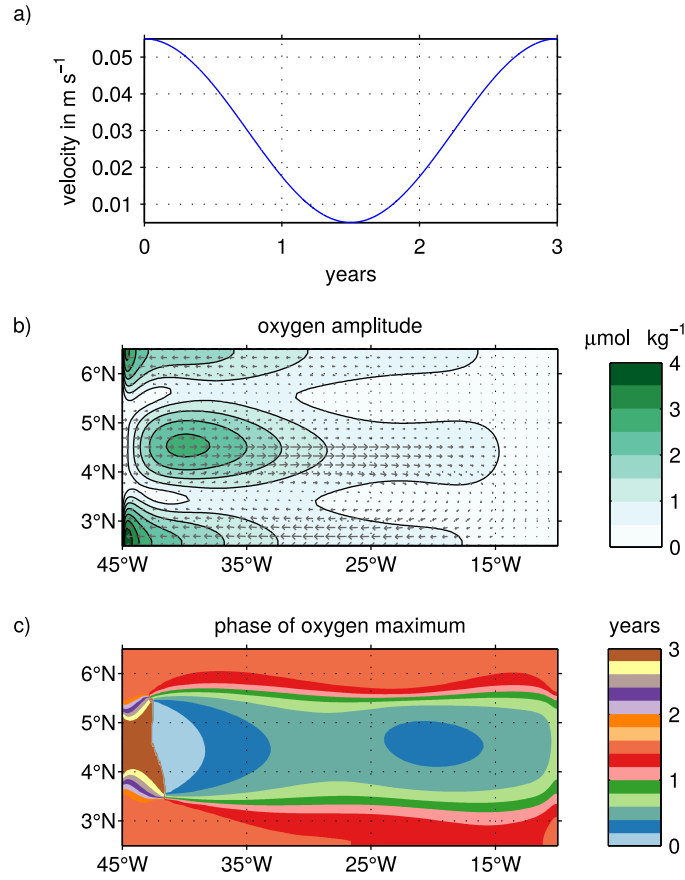 a)
velocity in m s⁻¹
0.05
0.04
0.03
0.02
0.01
0 1 2 3
years
b)
oxygen amplitude
μmol kg⁻¹
6°N
5°N
4°N
3°N
45°W 35°W 25°W 15°W
4
3
2
1
0
c)
phase of oxygen maximum
years
6°N
5°N
4°N
3°N
45°W 35°W 25°W 15°W
3
2
1
0